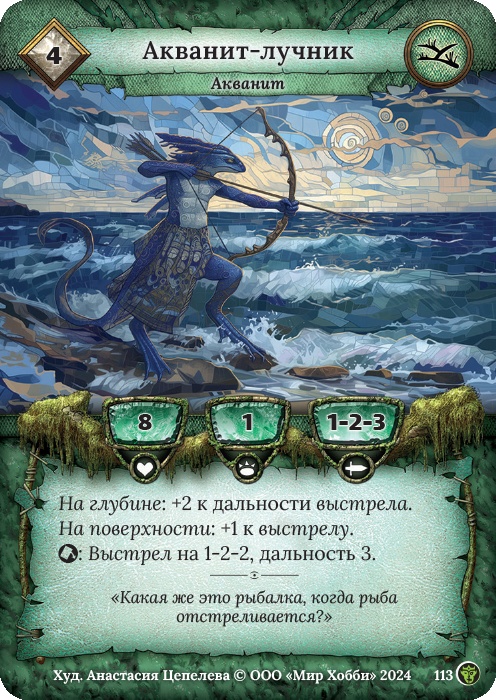 4
Акванит-лучник
Акванит
8
1
1-2-3
На глубине: +2 к дальности выстрела.
На поверхности: +1 к выстрелу.
: Выстрел на 1-2-2, дальность 3.
«Какая же это рыбалка, когда рыба
отстреливается?»
Худ. Анастасия Цепелева © ООО «Мир Хобби» 2024
113